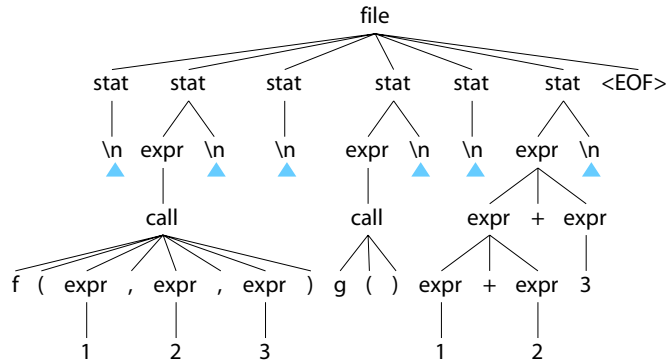 file
stat stat stat stat stat stat <EOF>
\n expr \n \n expr \n \n expr \n
call call expr + expr
f ( expr , expr , expr ) g ( ) expr + expr 3
1 2 3 1 2